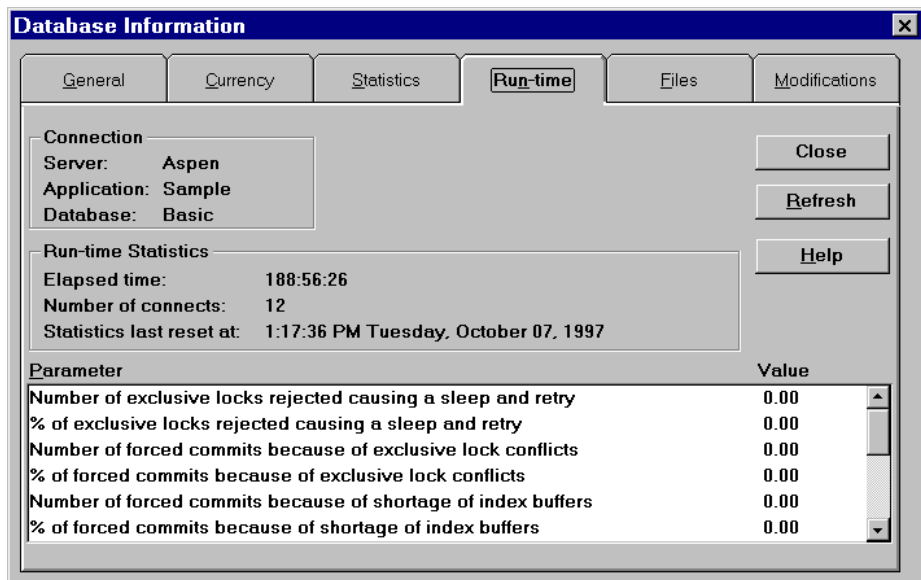 Database Information
General Currency Statistics Run-time Files Modifications
Connection
Server: Aspen
Application: Sample
Database: Basic
Close
Refresh
Help
Run-time Statistics
Elapsed time: 188:56:26
Number of connects: 12
Statistics last reset at: 1:17:36 PM Tuesday, October 07, 1997
Parameter Value
Number of exclusive locks rejected causing a sleep and retry 0.00
% of exclusive locks rejected causing a sleep and retry 0.00
Number of forced commits because of exclusive lock conflicts 0.00
% of forced commits because of exclusive lock conflicts 0.00
Number of forced commits because of shortage of index buffers 0.00
% of forced commits because of shortage of index buffers 0.00